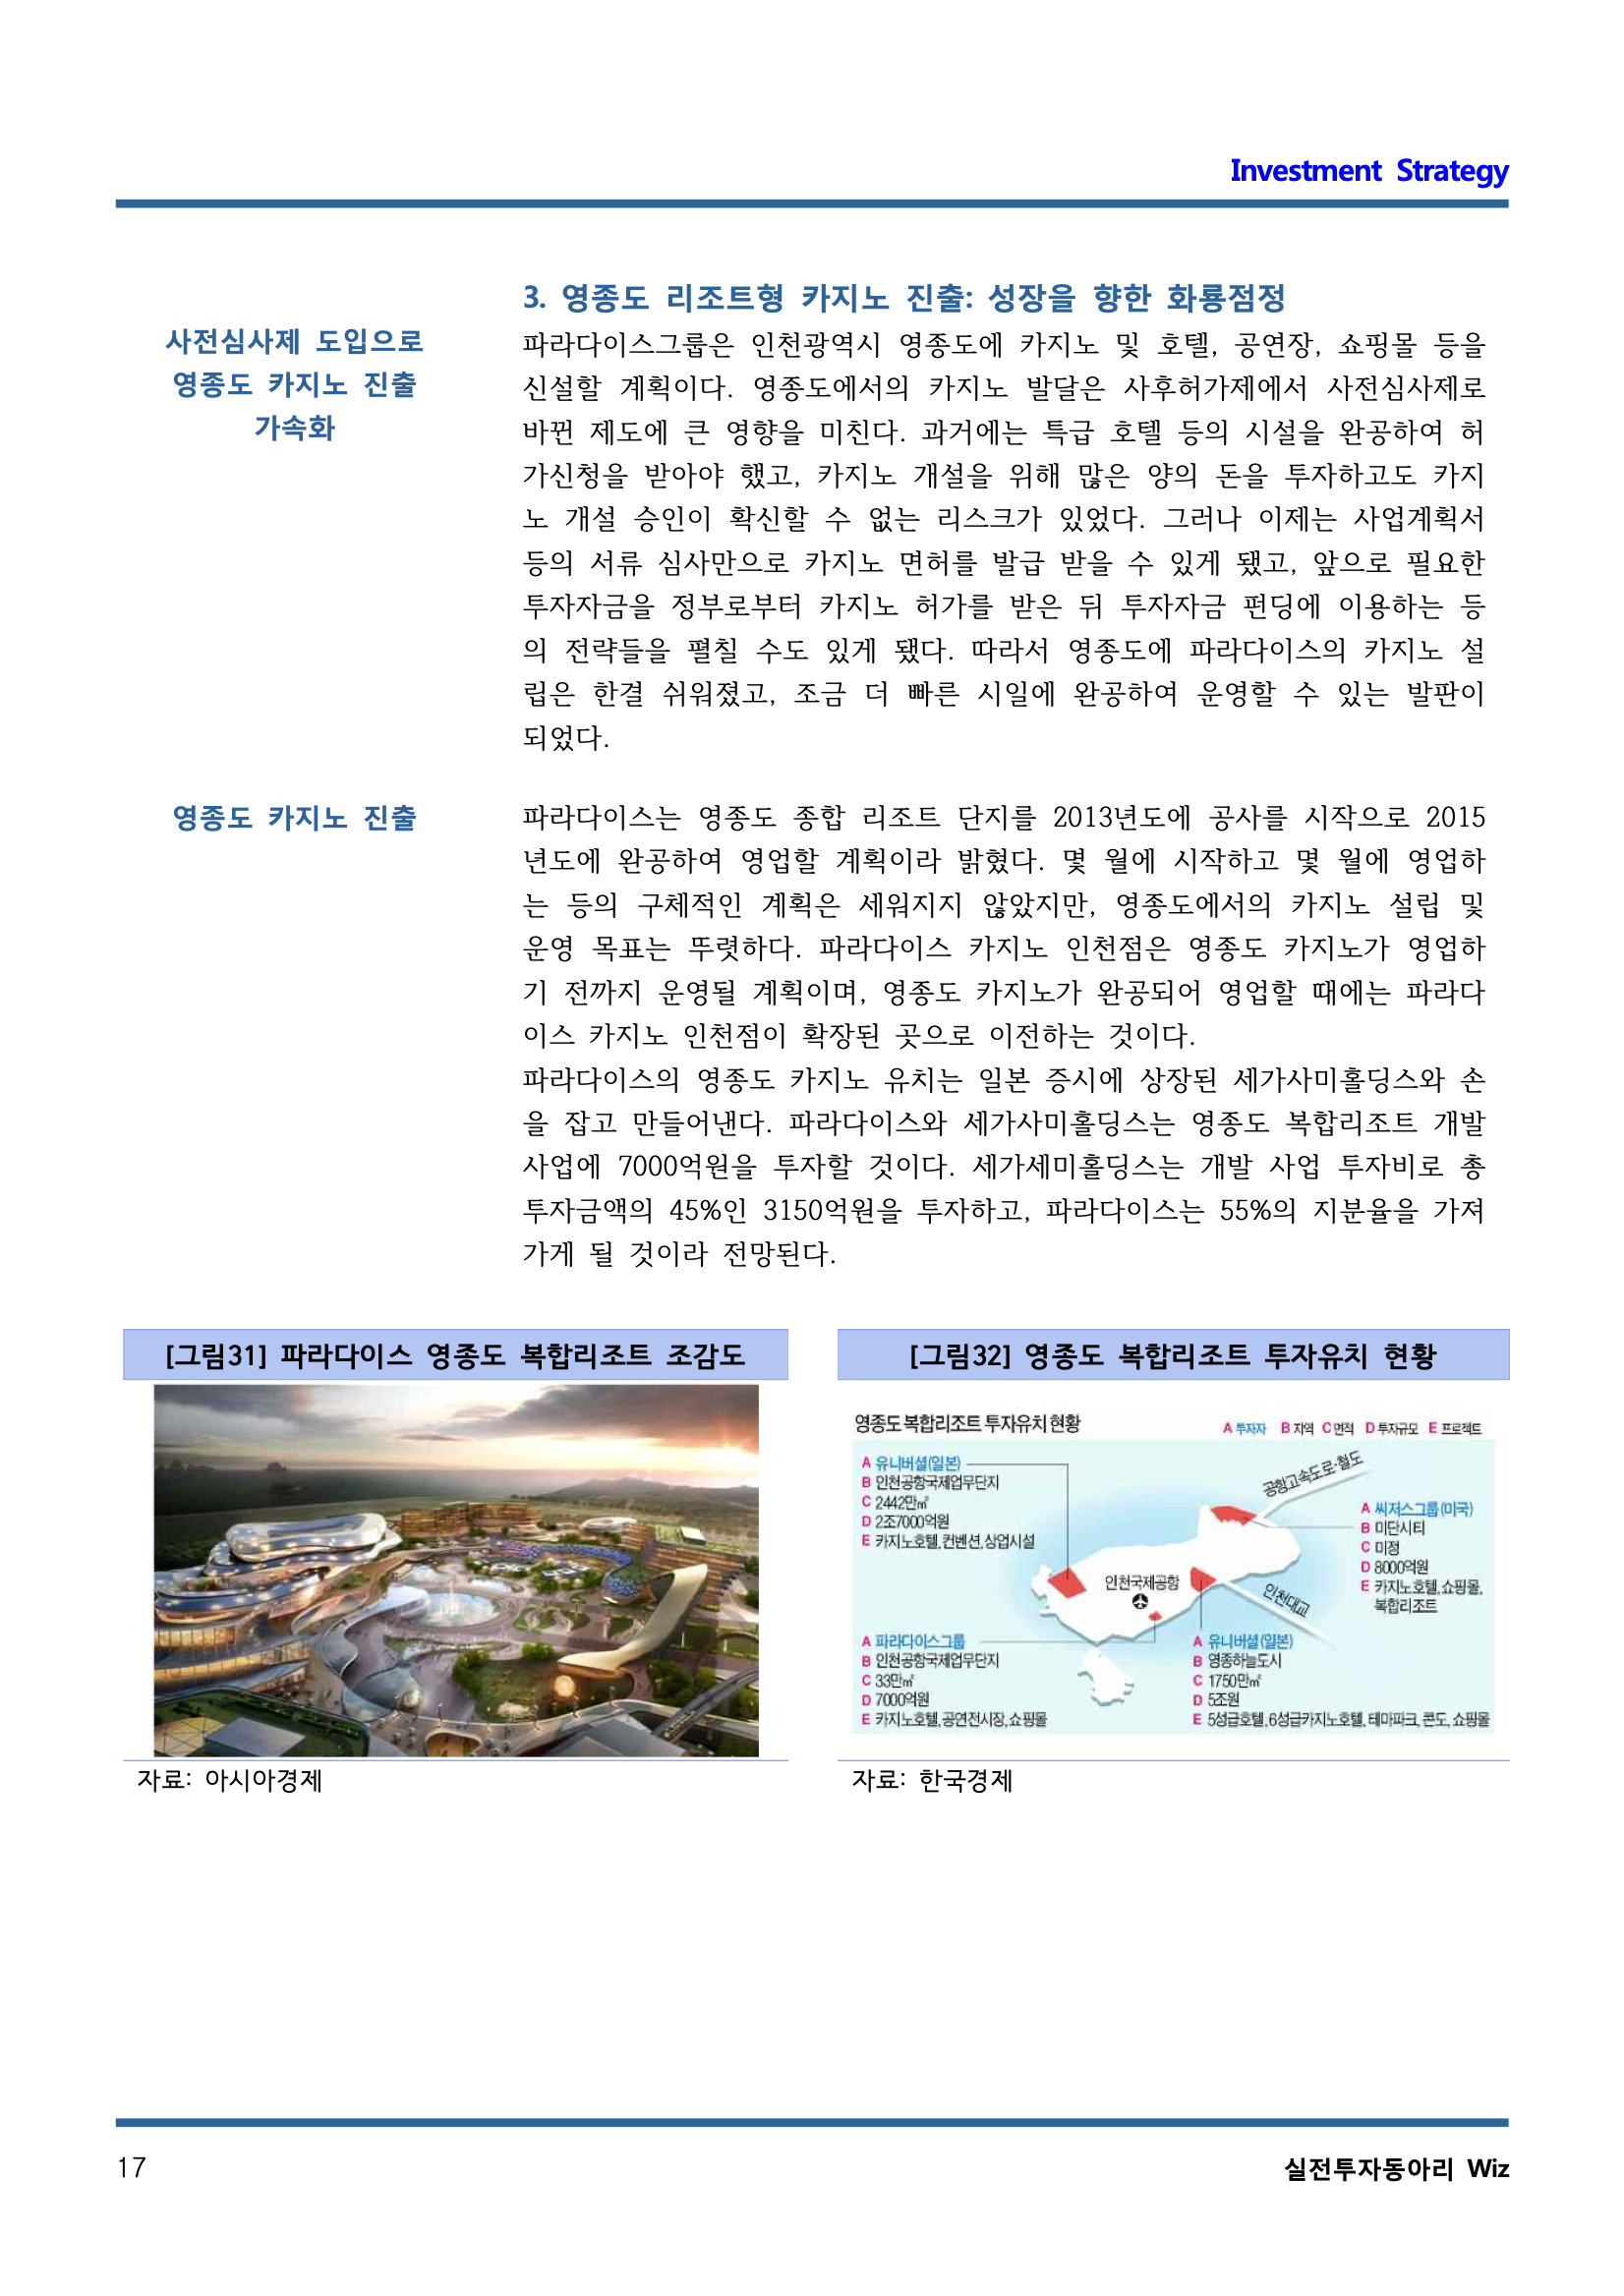 Investment Strategy
3. 영종도 리조트형 카지노 진출: 성장을 향한 화룡점정
사전심사제 도입으로
영종도 카지노 진출
가속화
파라다이스그룹은 인천광역시 영종도에 카지노 및 호텔, 공연장, 쇼핑몰 등을
신설할 계획이다. 영종도에서의 카지노 발달은 사후허가제에서 사전심사제로
바뀐 제도에 큰 영향을 미친다. 과거에는 특급 호텔 등의 시설을 완공하여 허
가신청을 받아야 했고, 카지노 개설을 위해 많은 양의 돈을 투자하고도 카지
노 개설 승인이 확신할 수 없는 리스크가 있었다. 그러나 이제는 사업계획서
등의 서류 심사만으로 카지노 면허를 발급 받을 수 있게 됐고, 앞으로 필요한
투자자금을 정부로부터 카지노 허가를 받은 뒤 투자자금 펀딩에 이용하는 등
의 전략들을 펼칠 수도 있게 됐다. 따라서 영종도에 파라다이스의 카지노 설
립은 한결 쉬워졌고, 조금 더 빠른 시일에 완공하여 운영할 수 있는 발판이
되었다.
영종도 카지노 진출
파라다이스는 영종도 종합 리조트 단지를 2013년도에 공사를 시작으로 2015
년도에 완공하여 영업할 계획이라 밝혔다. 몇 월에 시작하고 몇 월에 영업하
는 등의 구체적인 계획은 세워지지 않았지만, 영종도에서의 카지노 설립 및
운영 목표는 뚜렷하다. 파라다이스 카지노 인천점은 영종도 카지노가 영업하
기 전까지 운영될 계획이며, 영종도 카지노가 완공되어 영업할 때에는 파라다
이스 카지노 인천점이 확장된 곳으로 이전하는 것이다.
파라다이스의 영종도 카지노 유치는 일본 증시에 상장된 세가사미홀딩스와 손
을 잡고 만들어낸다. 파라다이스와 세가사미홀딩스는 영종도 복합리조트 개발
사업에 7000억원을 투자할 것이다. 세가세미홀딩스는 개발 사업 투자비로 총
투자금액의 45%인 3150억원을 투자하고, 파라다이스는 55%의 지분율을 가져
가게 될 것이라 전망된다.
[그림31] 파라다이스 영종도 복합리조트 조감도
자료: 아시아경제
[그림32] 영종도 복합리조트 투자유치 현황
영종도 복합리조트 투자유치 현황
A 투자자 B 지역 C 면적 D 투자규모 E 프로젝트
A 유니버셜(일본)
B 인천공항국제업무단지
C 2442만㎡
D 2조7000억원
E 카지노호텔,컨벤션,상업시설
공항고속도로·철도
A 씨저스그룹(미국)
B 미단시티
C 미정
D 8000억원
E 카지노호텔,쇼핑몰,
복합리조트
인천국제공항
인천대교
A 파라다이스그룹
B 인천공항국제업무단지
C 33만㎡
D 7000억원
E 카지노호텔,공연전시장,쇼핑몰
A 유니버셜(일본)
B 영종하늘도시
C 1750만㎡
D 5조원
E 5성급호텔,6성급카지노호텔,테마파크,콘도,쇼핑몰
자료: 한국경제
17
실전투자동아리 Wiz